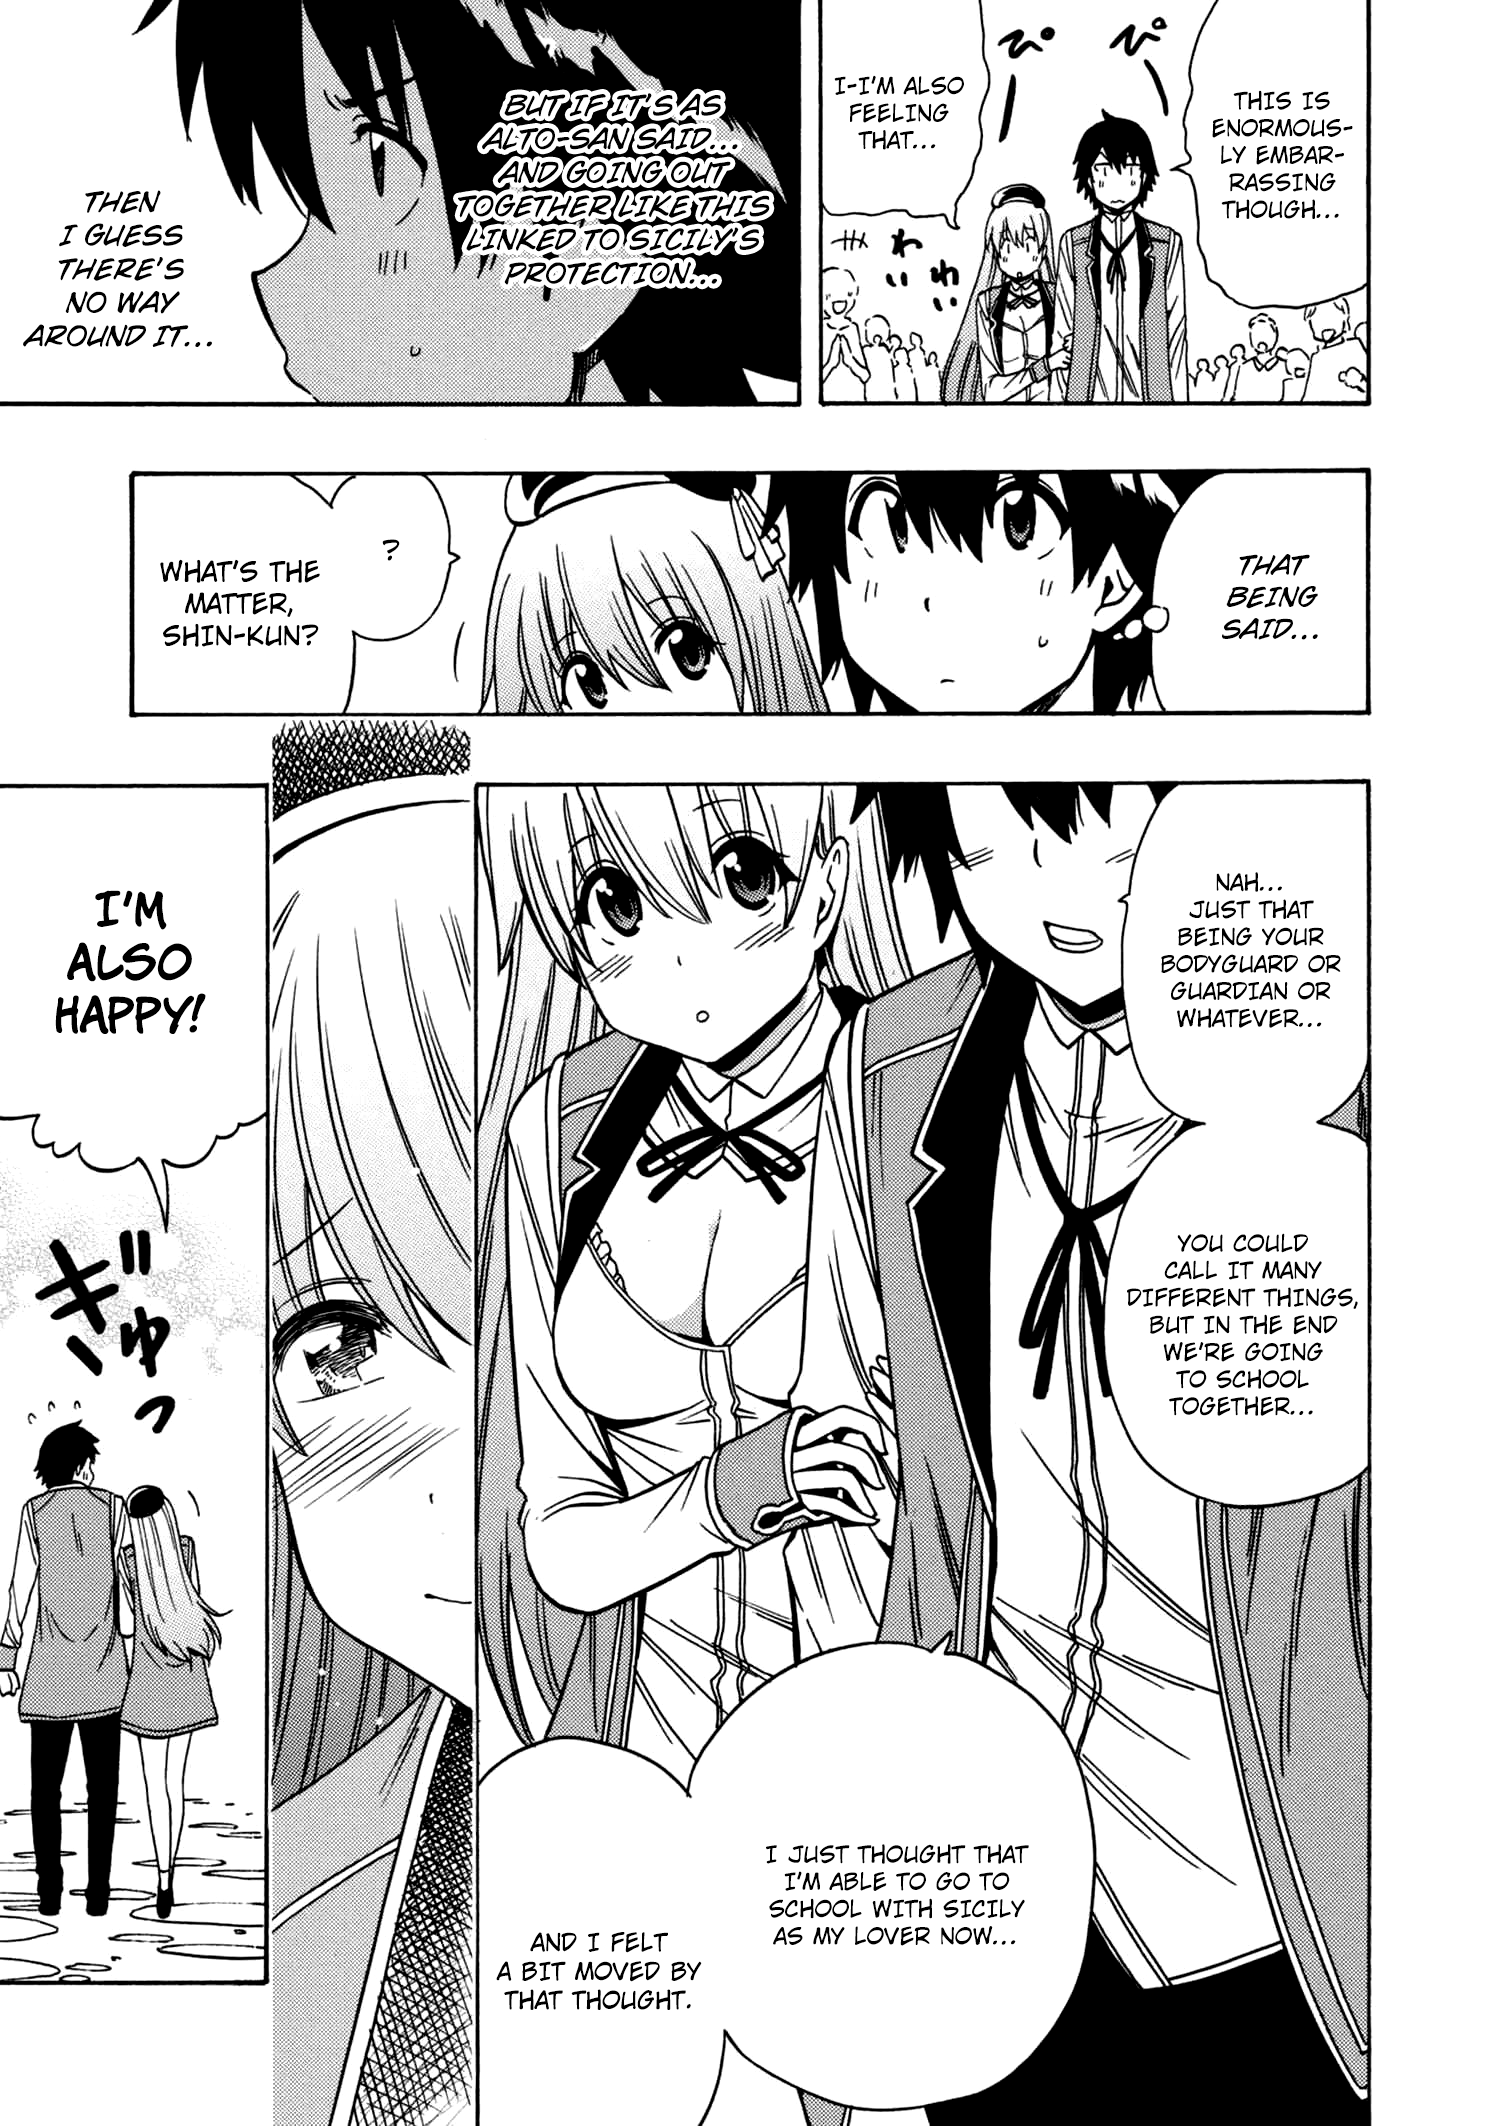 THIS IS
ENORMOUS-
LY EMBAR-
RASSING
THOUGH...
ぴ
ぴ
I-I'M ALSO
FEELING
THAT...
わい
われい
BUT IF IT'S AS
ALTO-SAN SAID...
AND GOING OUT
TOGETHER LIKE THIS
LINKED TO SICILY'S
PROTECTION...
THEN
I GUESS
THERE'S
NO WAY
AROUND IT...
THAT
BEING
SAID...
?
WHAT'S THE
MATTER,
SHIN-KUN?
NAH...
JUST THAT
BEING YOUR
BODYGUARD OR
GUARDIAN OR
WHATEVER...
YOU COULD
CALL IT MANY
DIFFERENT THINGS,
BUT IN THE END
WE'RE GOING
TO SCHOOL
TOGETHER...
I JUST THOUGHT THAT
I'M ABLE TO GO TO
SCHOOL WITH SICILY
AS MY LOVER NOW...
AND I FELT
A BIT MOVED BY
THAT THOUGHT.
I'M
ALSO
HAPPY!
ぎゅっ